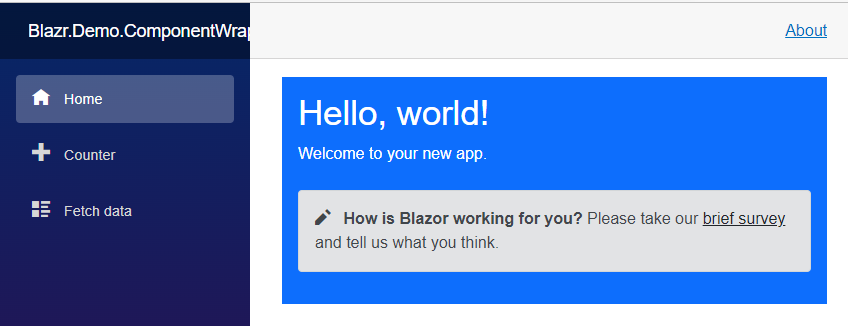 Blazr.Demo.ComponentWrap
About
Home
Counter
Fetch data
Hello, world!
Welcome to your new app.
How is Blazor working for you? Please take our brief survey
and tell us what you think.